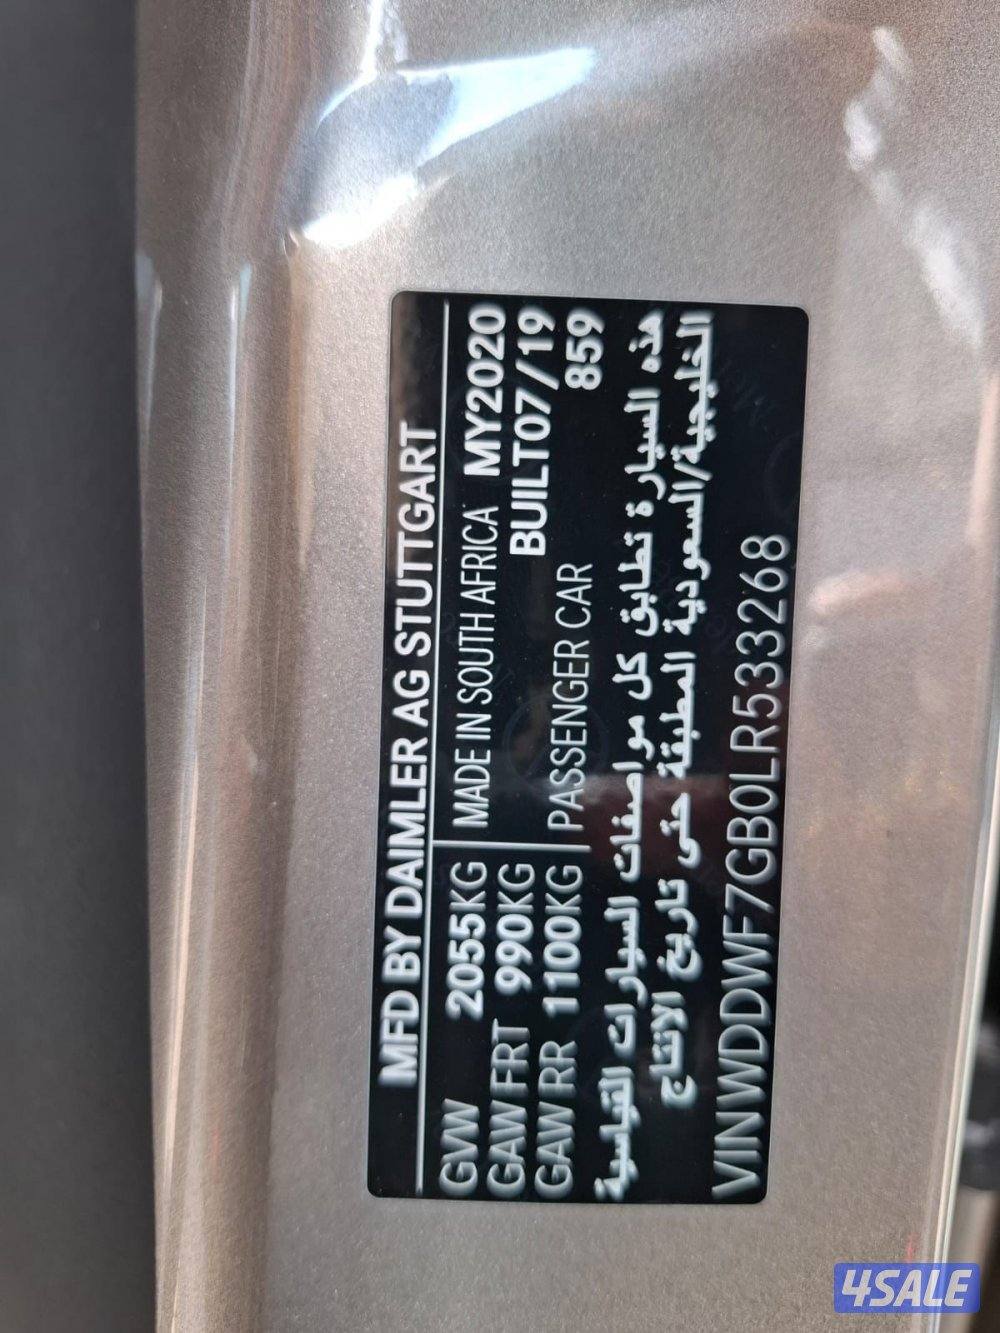 MFD BY DAIMLER AG STUTTGART
GVW 2055KG MADE IN SOUTH AFRICA MY2020
GAW FRT 990KG BUILT07/19
GAW RR 1100KG PASSENGER CAR 859
هذه السيارة تطابق كل مواصفات السيارات القياسية
الخليجية/السعودية المطبقة حتى تاريخ الانتاج
VINWDDWF7GB0LR533268
4SALE